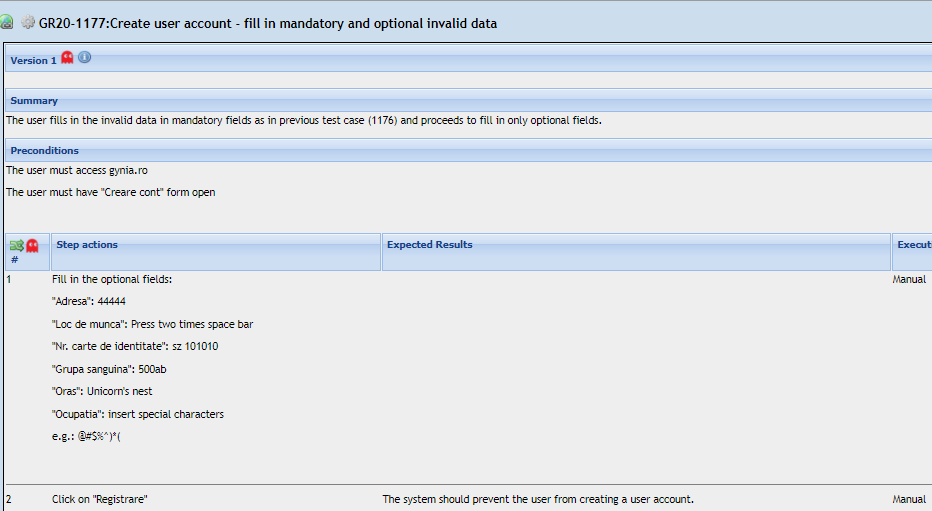 GR20-1177:Create user account - fill in mandatory and optional invalid data
Version 1
Summary
The user fills in the invalid data in mandatory fields as in previous test case (1176) and proceeds to fill in only optional fields.
Preconditions
The user must access gynia.ro
The user must have "Creare cont" form open
# Step actions Expected Results Execut
1 Fill in the optional fields: Manual
"Adresa": 44444
"Loc de munca": Press two times space bar
"Nr. carte de identitate": sz 101010
"Grupa sanguina": 500ab
"Oras": Unicorn's nest
"Ocupatia": insert special characters
e.g.: @#$%^)*(
2 Click on "Registrare" The system should prevent the user from creating a user account. Manual